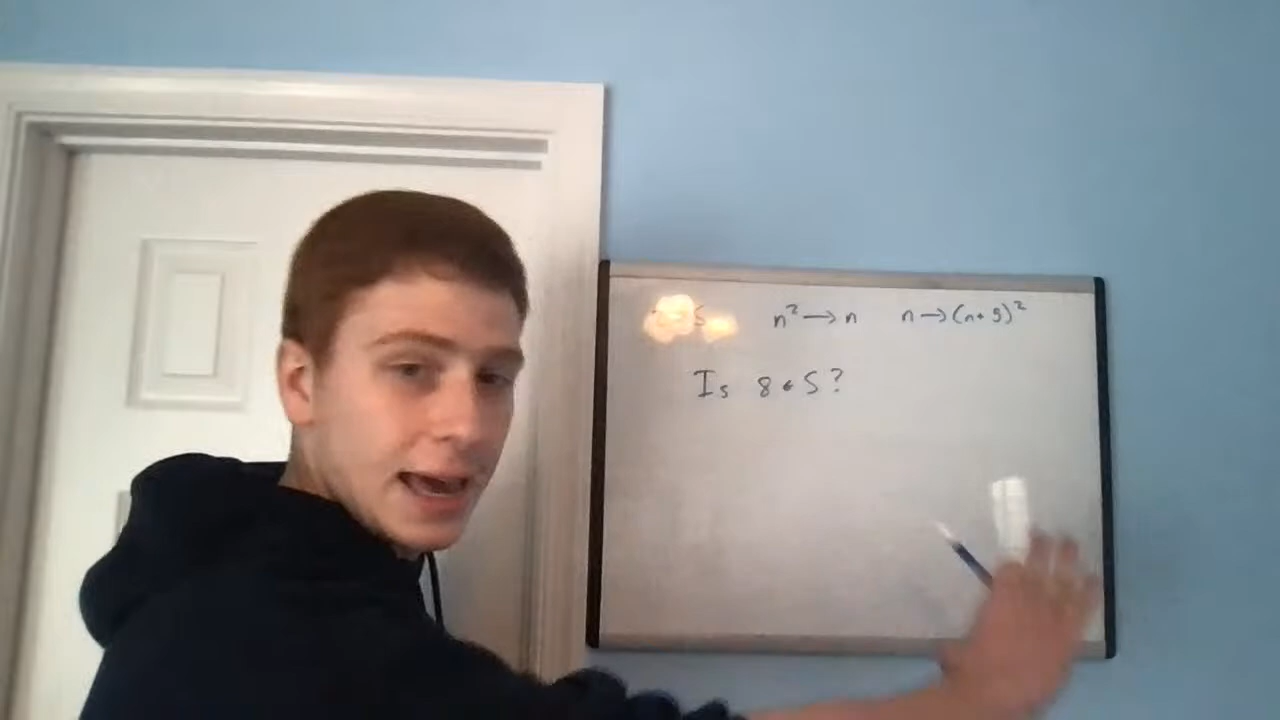 S n² → n n → (n+5)²
Is 8 ∈ S?